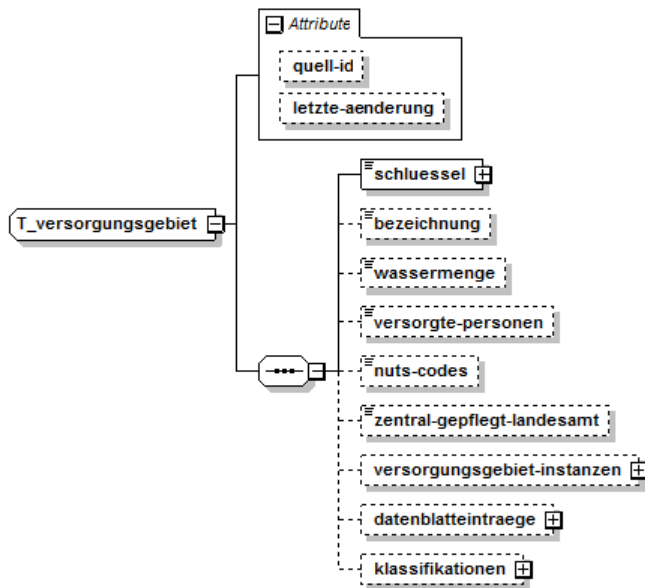 Attribute
quell-id
letzte-aenderung
T_versorgungsgebiet
schluessel
bezeichnung
wassermenge
versorgte-personen
nuts-codes
zentral-gepflegt-landesamt
versorgungsgebiet-instanzen
datenblatteintraege
klassifikationen